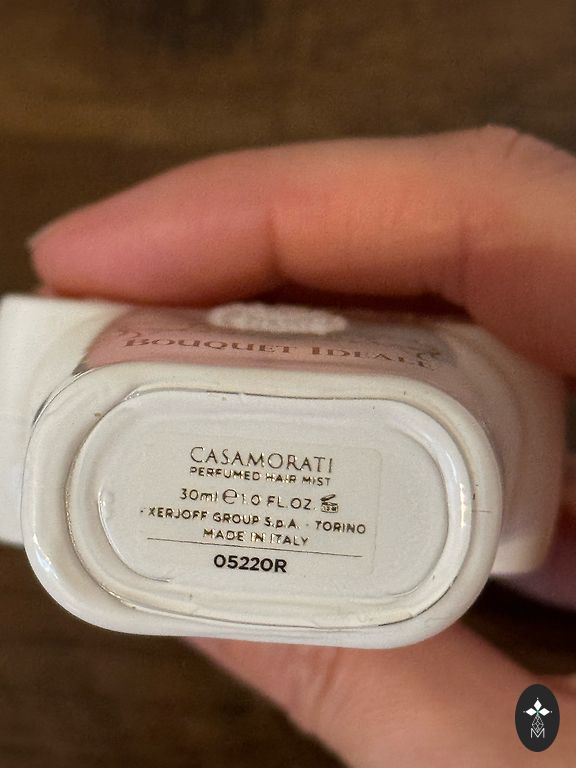 BOUQUET IDEALE
CASAMORATI
PERFUMED HAIR MIST
30ml ℮ 1.0 FL.OZ.
· XERJOFF GROUP S.p.A. · TORINO
MADE IN ITALY
05220R